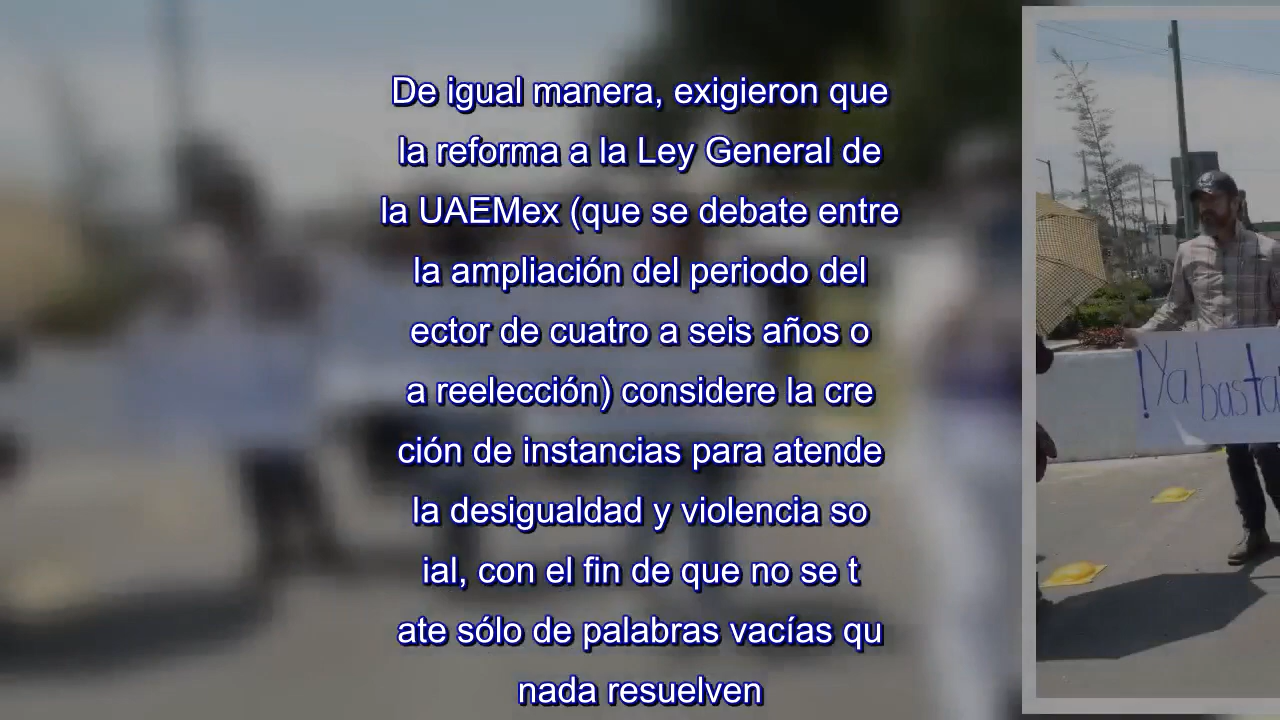 De igual manera, exigieron que
la reforma a la Ley General de
la UAEMex (que se debate entre
la ampliación del periodo del
ector de cuatro a seis años o
a reelección) considere la cre
ción de instancias para atende
la desigualdad y violencia so
ial, con el fin de que no se t
ate sólo de palabras vacías qu
nada resuelven
¡Ya basta